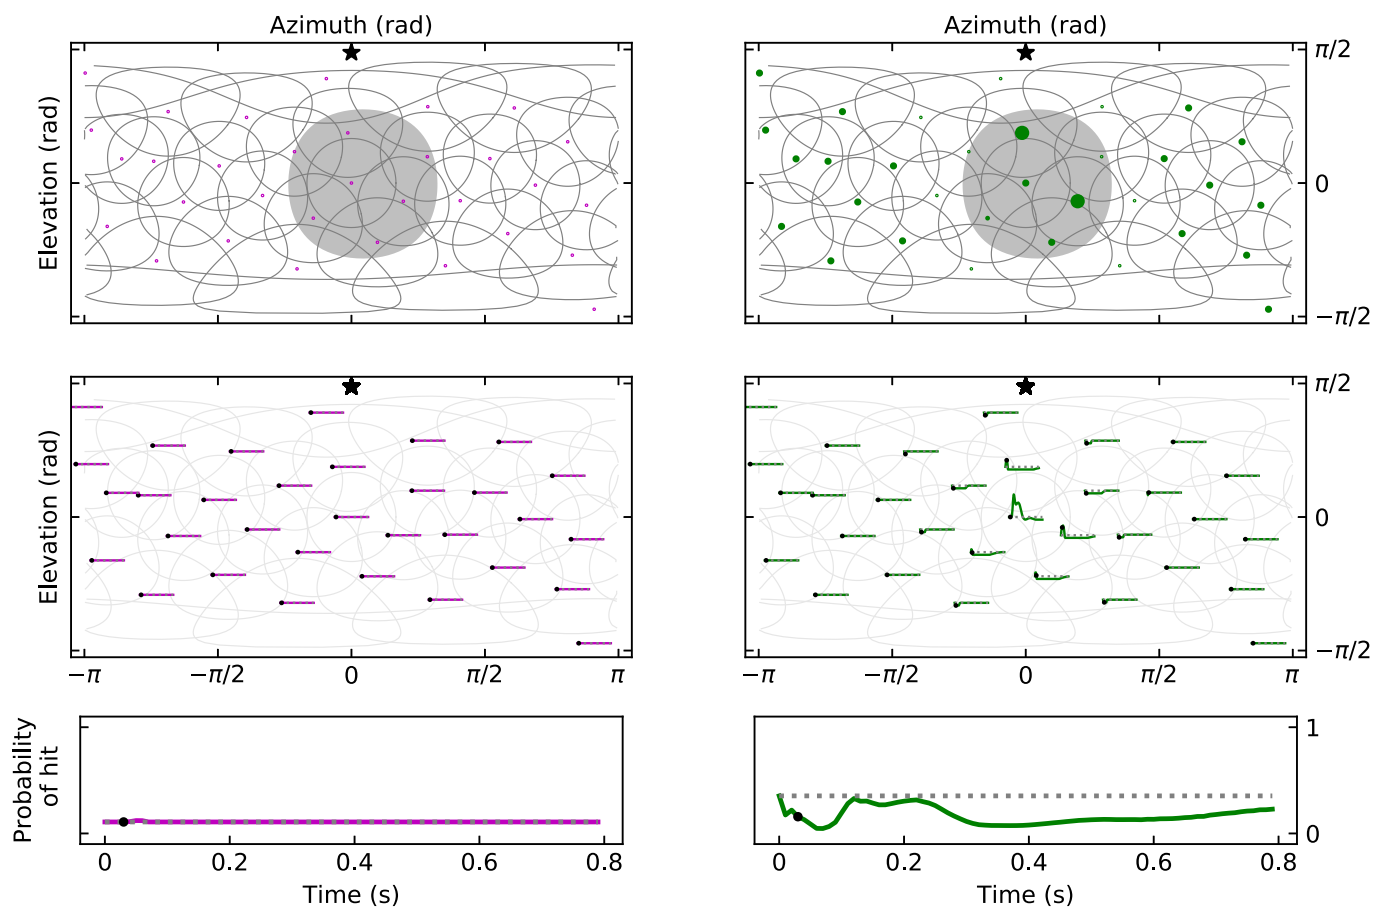 Azimuth (rad)
Azimuth (rad)
Elevation (rad)
π/2
0
−π/2
Elevation (rad)
π/2
0
−π/2
−π
−π/2
0
π/2
π
−π
−π/2
0
π/2
π
Probability
of hit
1
0
0
0.2
0.4
0.6
0.8
0
0.2
0.4
0.6
0.8
Time (s)
Time (s)